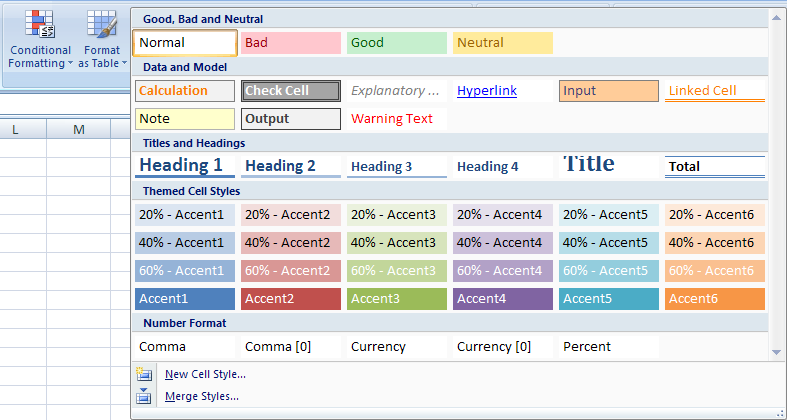 Conditional Formatting
Format as Table
L M
Good, Bad and Neutral
Normal Bad Good Neutral
Data and Model
Calculation Check Cell Explanatory ... Hyperlink Input Linked Cell
Note Output Warning Text
Titles and Headings
Heading 1 Heading 2 Heading 3 Heading 4 Title Total
Themed Cell Styles
20% - Accent1 20% - Accent2 20% - Accent3 20% - Accent4 20% - Accent5 20% - Accent6
40% - Accent1 40% - Accent2 40% - Accent3 40% - Accent4 40% - Accent5 40% - Accent6
60% - Accent1 60% - Accent2 60% - Accent3 60% - Accent4 60% - Accent5 60% - Accent6
Accent1 Accent2 Accent3 Accent4 Accent5 Accent6
Number Format
Comma Comma [0] Currency Currency [0] Percent
New Cell Style...
Merge Styles...